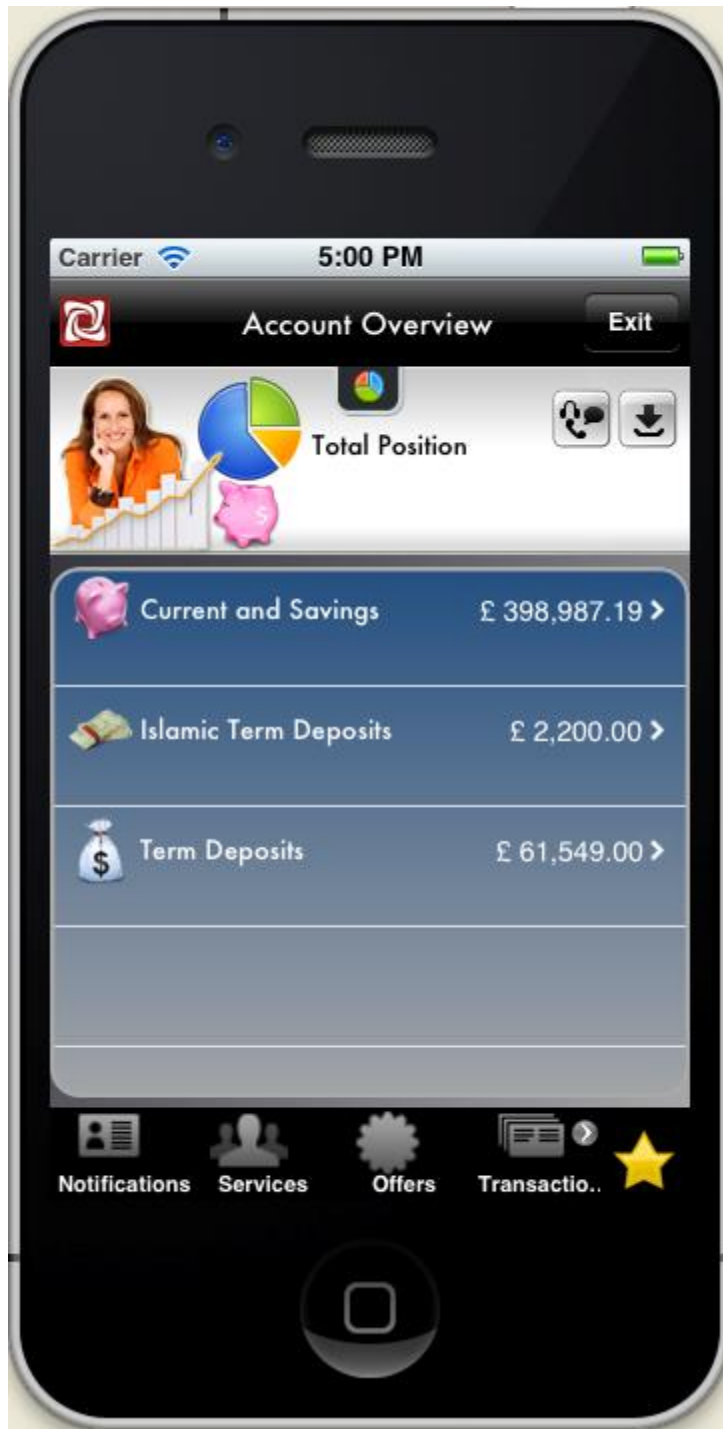 Carrier 5:00 PM
Account Overview Exit
Total Position
$
Current and Savings £ 398,987.19
Islamic Term Deposits £ 2,200.00
$
Term Deposits £ 61,549.00
Notifications Services Offers Transactio..